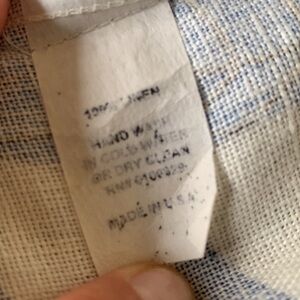 100% LINEN
HAND WASH
IN COLD WATER
OR DRY CLEAN
MADE IN U.S.A.